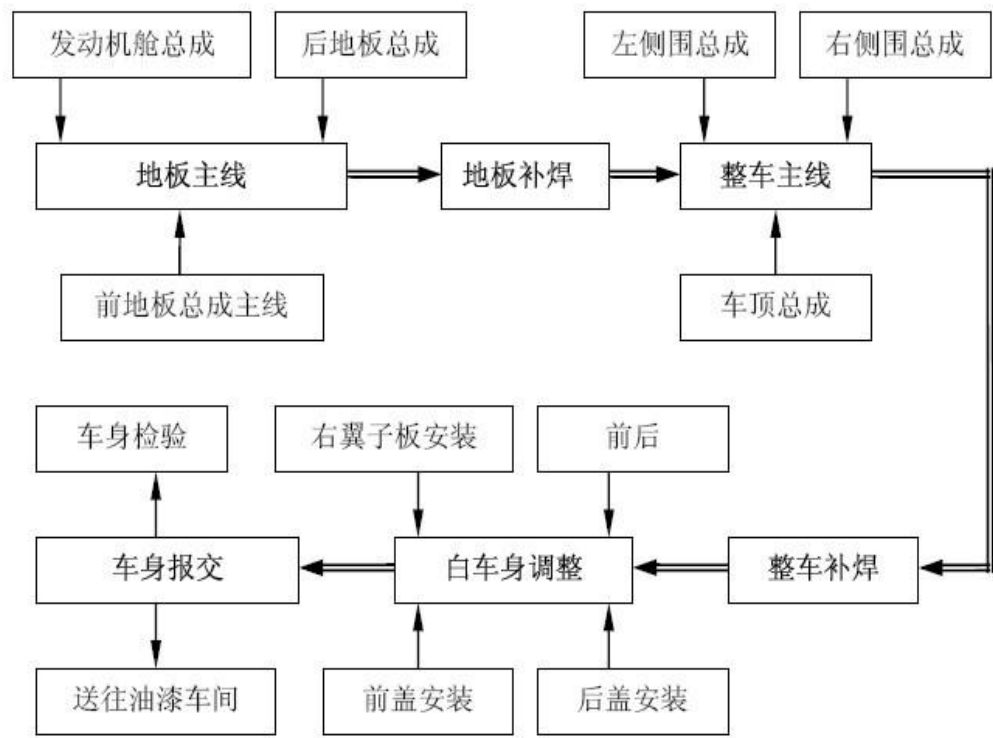 发动机舱总成
后地板总成
左侧围总成
右侧围总成
地板主线
地板补焊
整车主线
前地板总成主线
车顶总成
车身检验
右翼子板安装
前后
车身报交
白车身调整
整车补焊
送往油漆车间
前盖安装
后盖安装